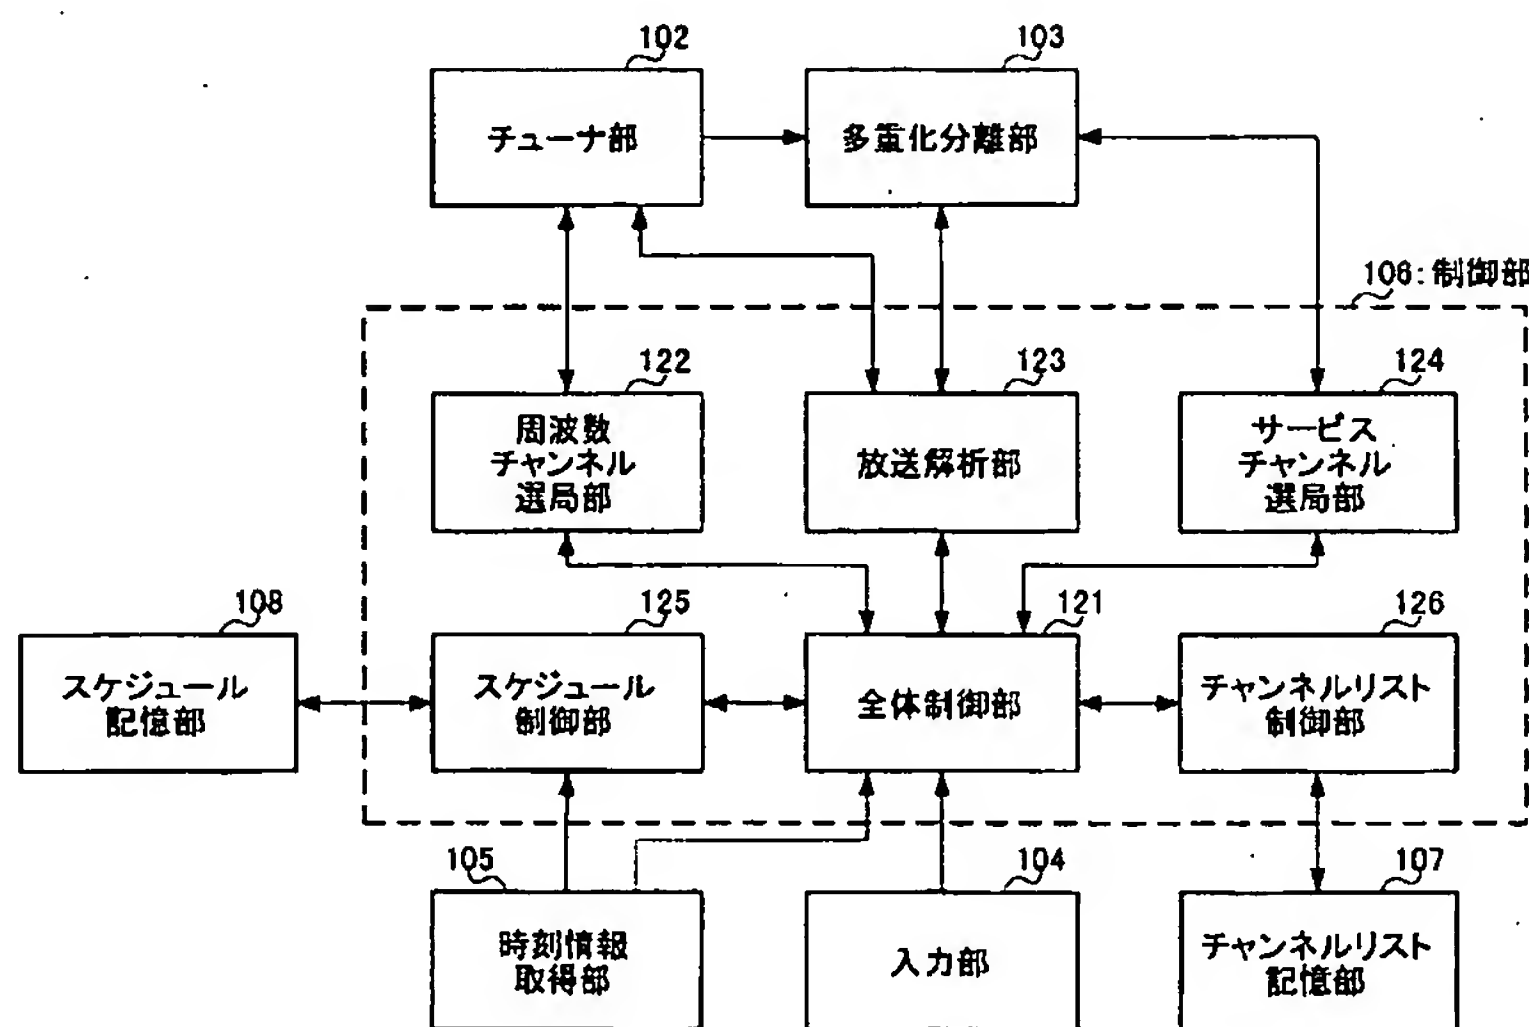 102
103
チューナ部
多重化分離部
106:制御部
122
123
124
周波数
チャンネル
選局部
放送解析部
サービス
チャンネル
選局部
108
125
121
126
スケジュール
記憶部
スケジュール
制御部
全体制御部
チャンネルリスト
制御部
105
104
107
時刻情報
取得部
入力部
チャンネルリスト
記憶部